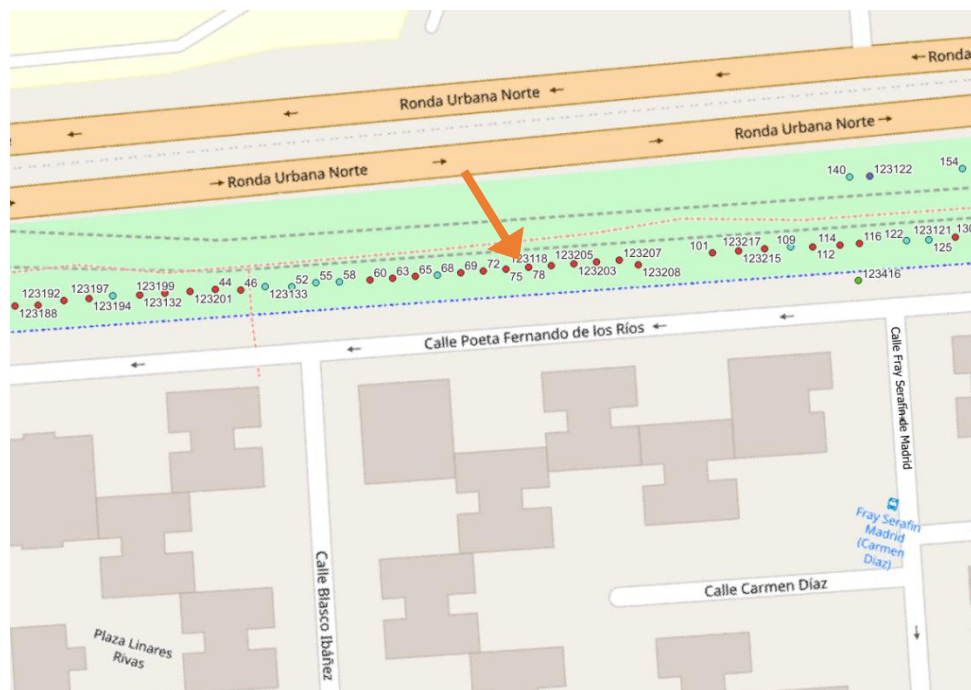 Ronda
Ronda Urbana Norte
Ronda Urbana Norte
Ronda Urbana Norte
140
123122
154
123192
123188
123197
123194
123199
123132
123201
44
46
123133
52
55
58
60
63
65
68
69
72
75
123118
78
123205
123203
123207
123208
101
123217
123215
109
112
114
116
122
123121
125
130
123416
Calle Poeta Fernando de los Ríos
Calle Fray Serafín de Madrid
Fray Serafín
Madrid
(Carmen
Díaz)
Calle Carmen Díaz
Calle Blasco Ibáñez
Plaza Linares
Rivas